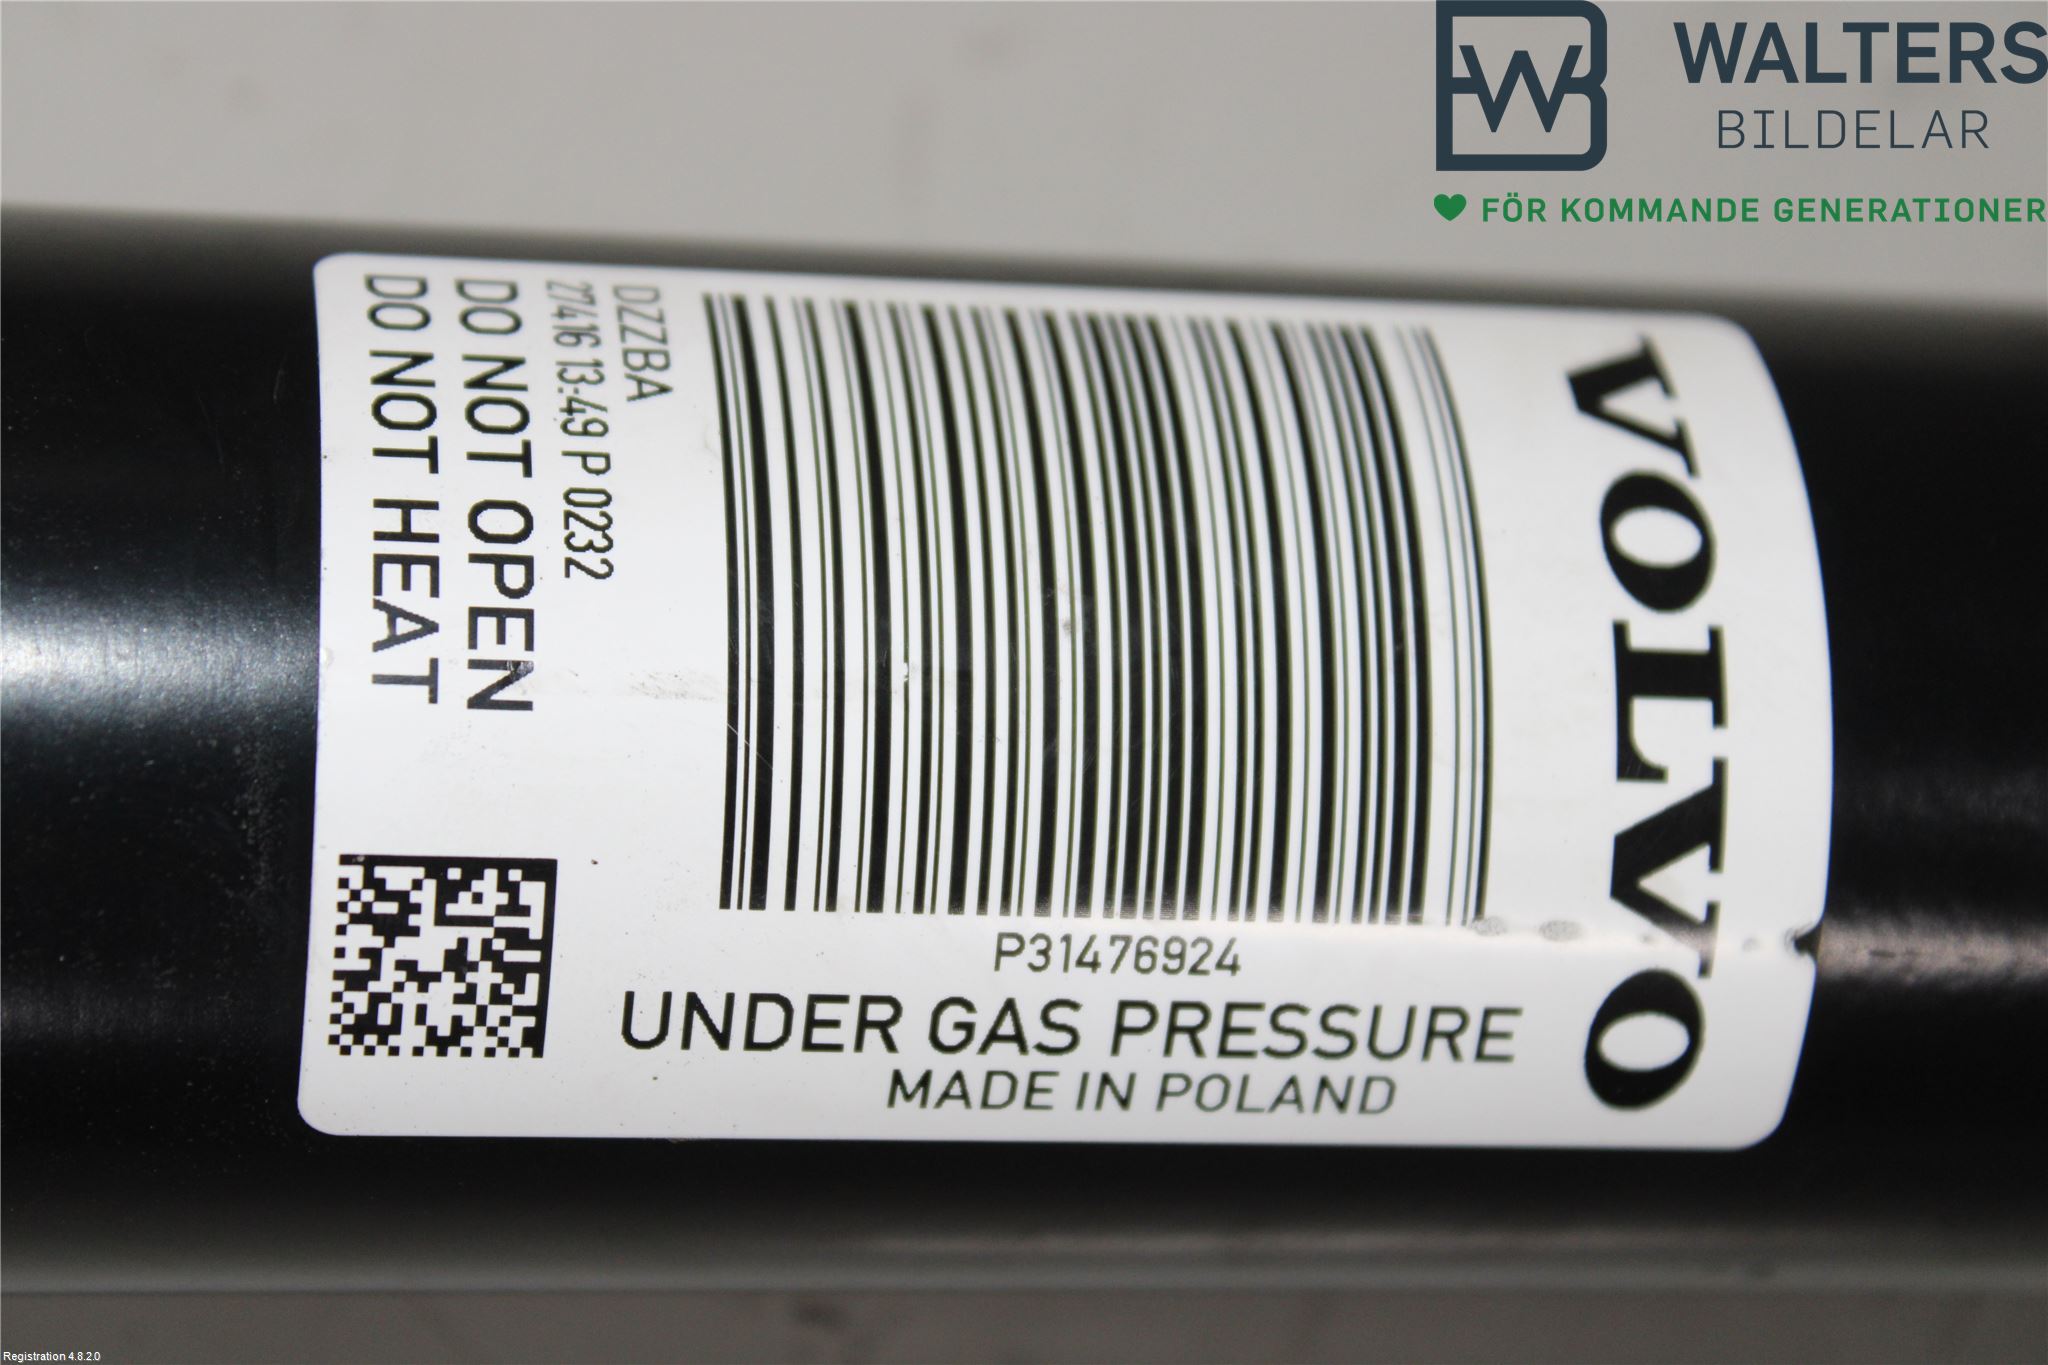 WALTERS
BILDELAR
FÖR KOMMANDE GENERATIONER
VOLVO
P31476924
UNDER GAS PRESSURE
MADE IN POLAND
DZZBA
27416 13:49 P 0232
DO NOT OPEN
DO NOT HEAT
Registration 4.8.2.0